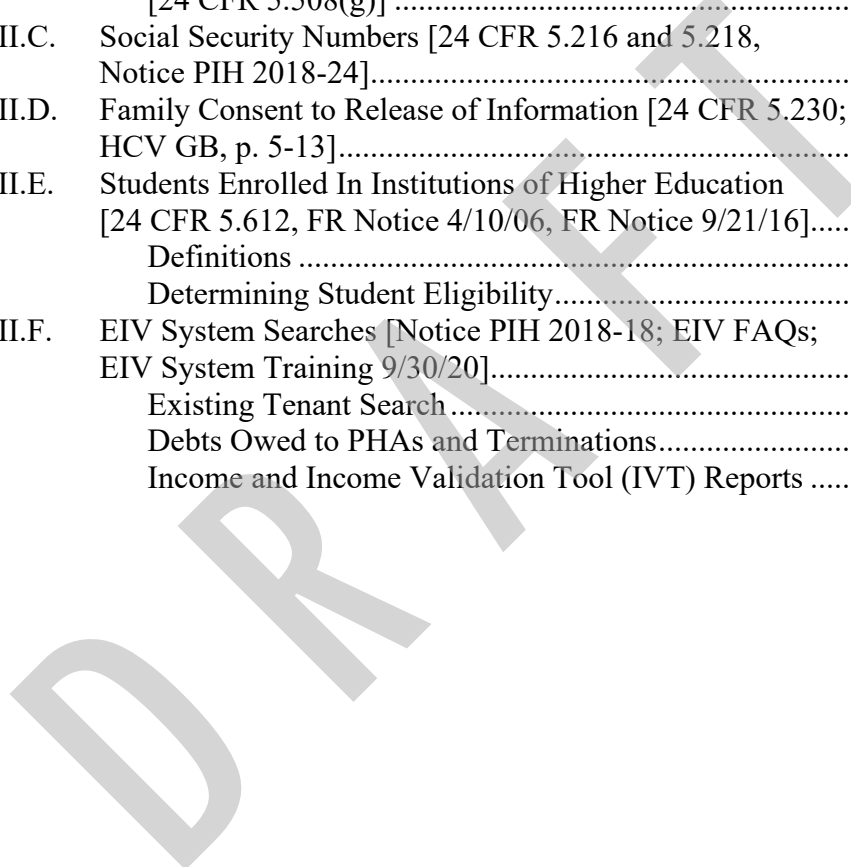 [24 CFR 5.508(g)] ................................................................
II.C. Social Security Numbers [24 CFR 5.216 and 5.218,
Notice PIH 2018-24]................................................................
II.D. Family Consent to Release of Information [24 CFR 5.230;
HCV GB, p. 5-13]................................................................
II.E. Students Enrolled In Institutions of Higher Education
[24 CFR 5.612, FR Notice 4/10/06, FR Notice 9/21/16].....
Definitions ................................................................
Determining Student Eligibility......................................
II.F. EIV System Searches [Notice PIH 2018-18; EIV FAQs;
EIV System Training 9/30/20]..............................................
Existing Tenant Search ....................................................
Debts Owed to PHAs and Terminations.........................
Income and Income Validation Tool (IVT) Reports .....
DRAFT